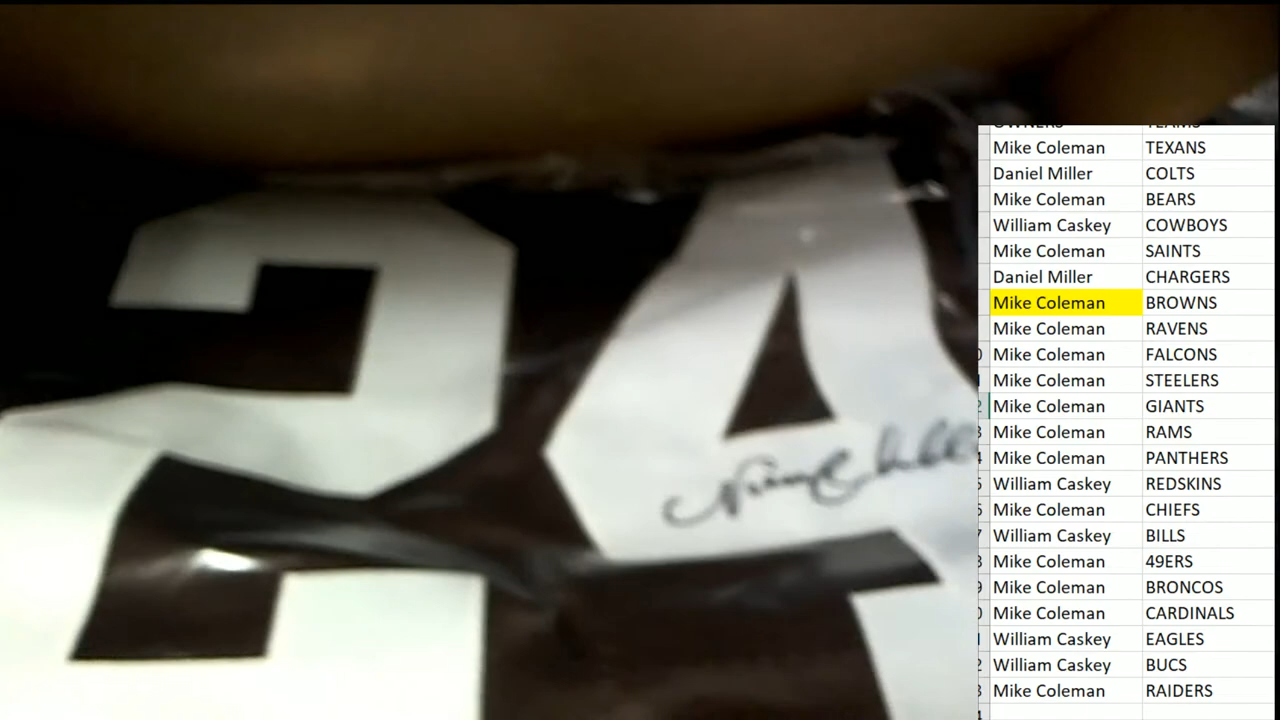 24
OWNERS TEAMS
Mike Coleman TEXANS
Daniel Miller COLTS
Mike Coleman BEARS
William Caskey COWBOYS
Mike Coleman SAINTS
Daniel Miller CHARGERS
Mike Coleman BROWNS
Mike Coleman RAVENS
Mike Coleman FALCONS
Mike Coleman STEELERS
Mike Coleman GIANTS
Mike Coleman RAMS
Mike Coleman PANTHERS
William Caskey REDSKINS
Mike Coleman CHIEFS
William Caskey BILLS
Mike Coleman 49ERS
Mike Coleman BRONCOS
Mike Coleman CARDINALS
William Caskey EAGLES
William Caskey BUCS
Mike Coleman RAIDERS